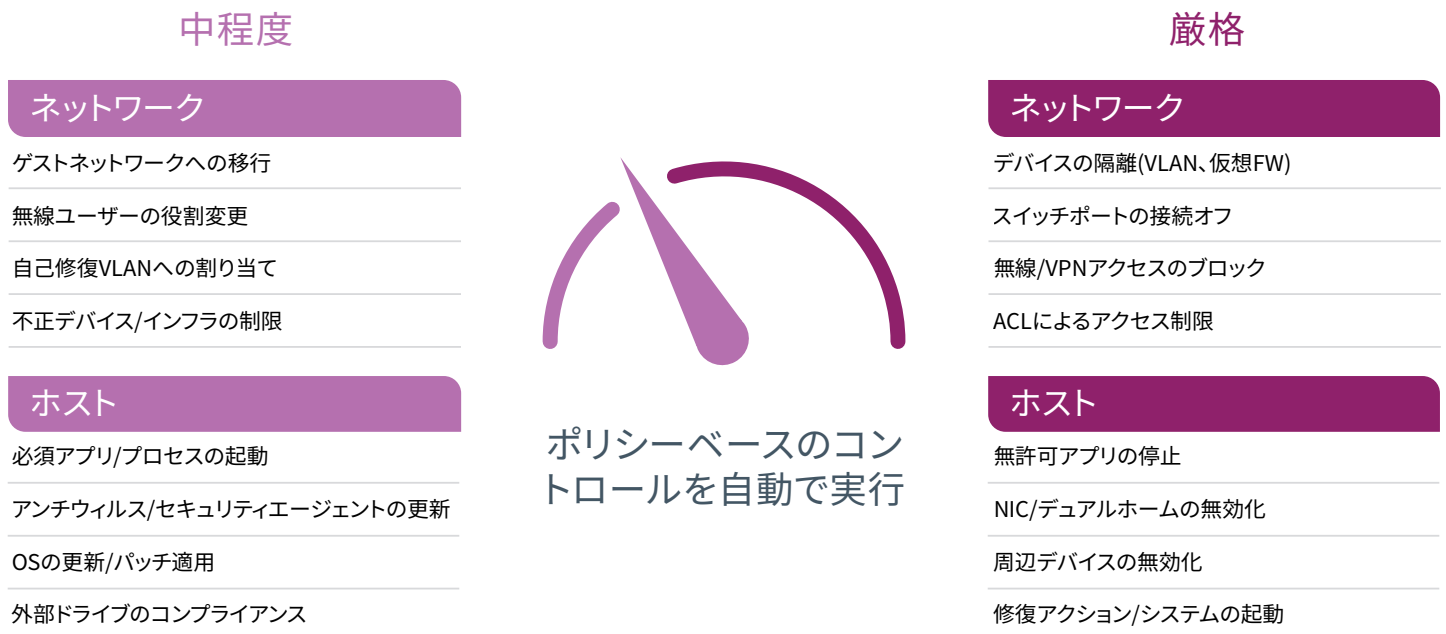 中程度
ネットワーク
ゲストネットワークへの移行
無線ユーザーの役割変更
自己修復VLANへの割り当て
不正デバイス/インフラの制限
ホスト
必須アプリ/プロセスの起動
アンチウィルス/セキュリティエージェントの更新
OSの更新/パッチ適用
外部ドライブのコンプライアンス
ポリシーベースのコン
トロールを自動で実行
厳格
ネットワーク
デバイスの隔離(VLAN、仮想FW)
スイッチポートの接続オフ
無線/VPNアクセスのブロック
ACLによるアクセス制限
ホスト
無許可アプリの停止
NIC/デュアルホームの無効化
周辺デバイスの無効化
修復アクション/システムの起動